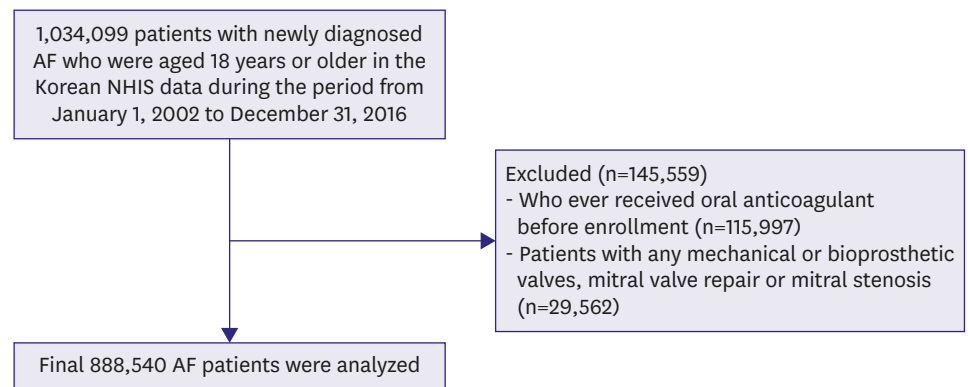 1,034,099 patients with newly diagnosed
AF who were aged 18 years or older in the
Korean NHIS data during the period from
January 1, 2002 to December 31, 2016
Excluded (n=145,559)
- Who ever received oral anticoagulant
before enrollment (n=115,997)
- Patients with any mechanical or bioprosthetic
valves, mitral valve repair or mitral stenosis
(n=29,562)
Final 888,540 AF patients were analyzed